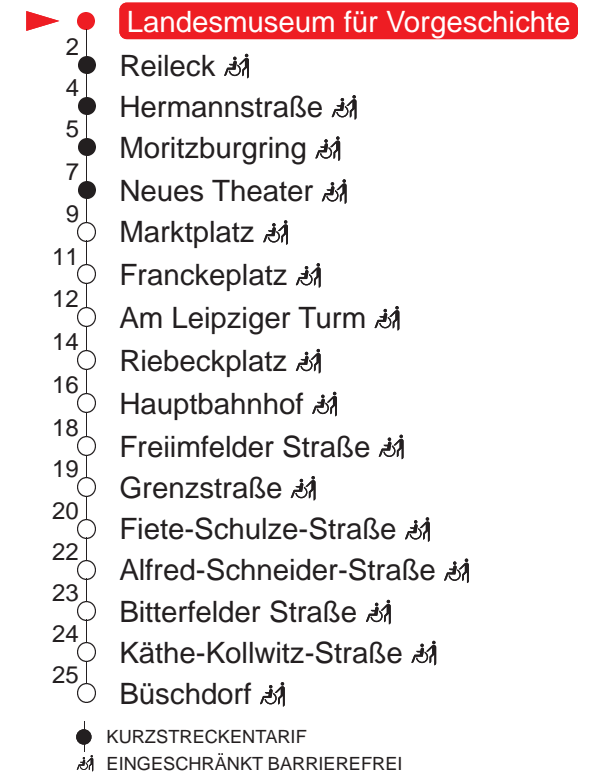 Landesmuseum für Vorgeschichte
2
Reileck
4
Hermannstraße
5
Moritzburgring
7
Neues Theater
9
Marktplatz
11
Franckeplatz
12
Am Leipziger Turm
14
Riebeckplatz
16
Hauptbahnhof
18
Freiimfelder Straße
19
Grenzstraße
20
Fiete-Schulze-Straße
22
Alfred-Schneider-Straße
23
Bitterfelder Straße
24
Käthe-Kollwitz-Straße
25
Büschdorf
KURZSTRECKENTARIF
EINGESCHRÄNKT BARRIEREFREI